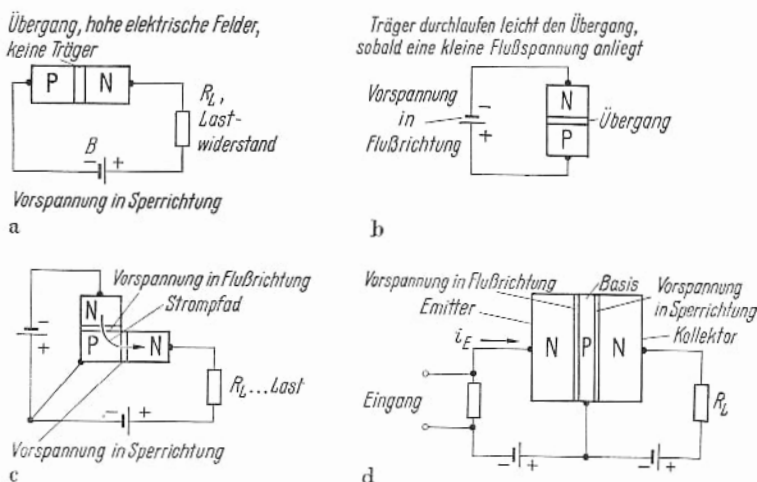 Übergang, hohe elektrische Felder,
keine Träger
P N
R_L,
Last-
widerstand
B
− +
Vorspannung in Sperrichtung
a
Träger durchlaufen leicht den Übergang,
sobald eine kleine Flußspannung anliegt
Vorspannung
in
Flußrichtung
−
+
N
P
Übergang
b
Vorspannung in Flußrichtung
Strompfad
−
+
N
P N
R_L...Last
− +
Vorspannung in Sperrichtung
c
Vorspannung in Flußrichtung
Basis
Vorspannung
in Sperrichtung
Emitter
Kollektor
i_E
N P N
Eingang
R_L
− +
− +
d